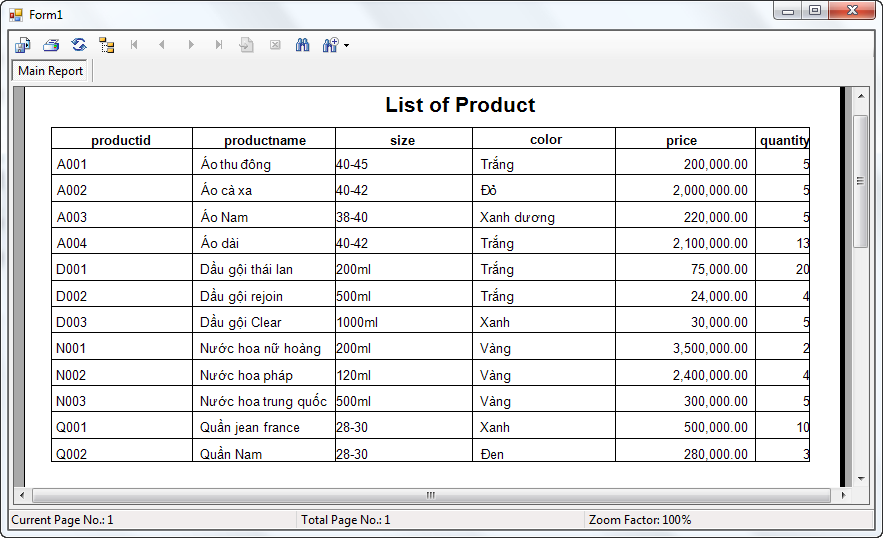 Form1
Main Report
List of Product
productid productname size color price quantity
A001 Áo thu đông 40-45 Trắng 200,000.00 5
A002 Áo cà xa 40-42 Đỏ 2,000,000.00 5
A003 Áo Nam 38-40 Xanh dương 220,000.00 5
A004 Áo dài 40-42 Trắng 2,100,000.00 13
D001 Dầu gội thái lan 200ml Trắng 75,000.00 20
D002 Dầu gội rejoin 500ml Trắng 24,000.00 4
D003 Dầu gội Clear 1000ml Xanh 30,000.00 5
N001 Nước hoa nữ hoàng 200ml Vàng 3,500,000.00 2
N002 Nước hoa pháp 120ml Vàng 2,400,000.00 4
N003 Nước hoa trung quốc 500ml Vàng 300,000.00 5
Q001 Quần jean france 28-30 Xanh 500,000.00 10
Q002 Quần Nam 28-30 Đen 280,000.00 3
Current Page No.: 1 Total Page No.: 1 Zoom Factor: 100%